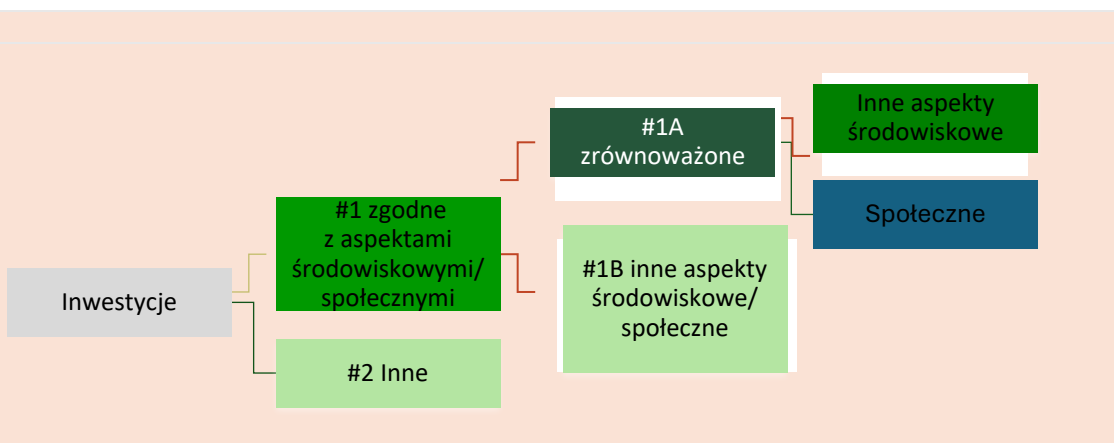 Inwestycje
#1 zgodne
z aspektami
środowiskowymi/
społecznymi
#2 Inne
#1A
zrównoważone
#1B inne aspekty
środowiskowe/
społeczne
Inne aspekty
środowiskowe
Społeczne